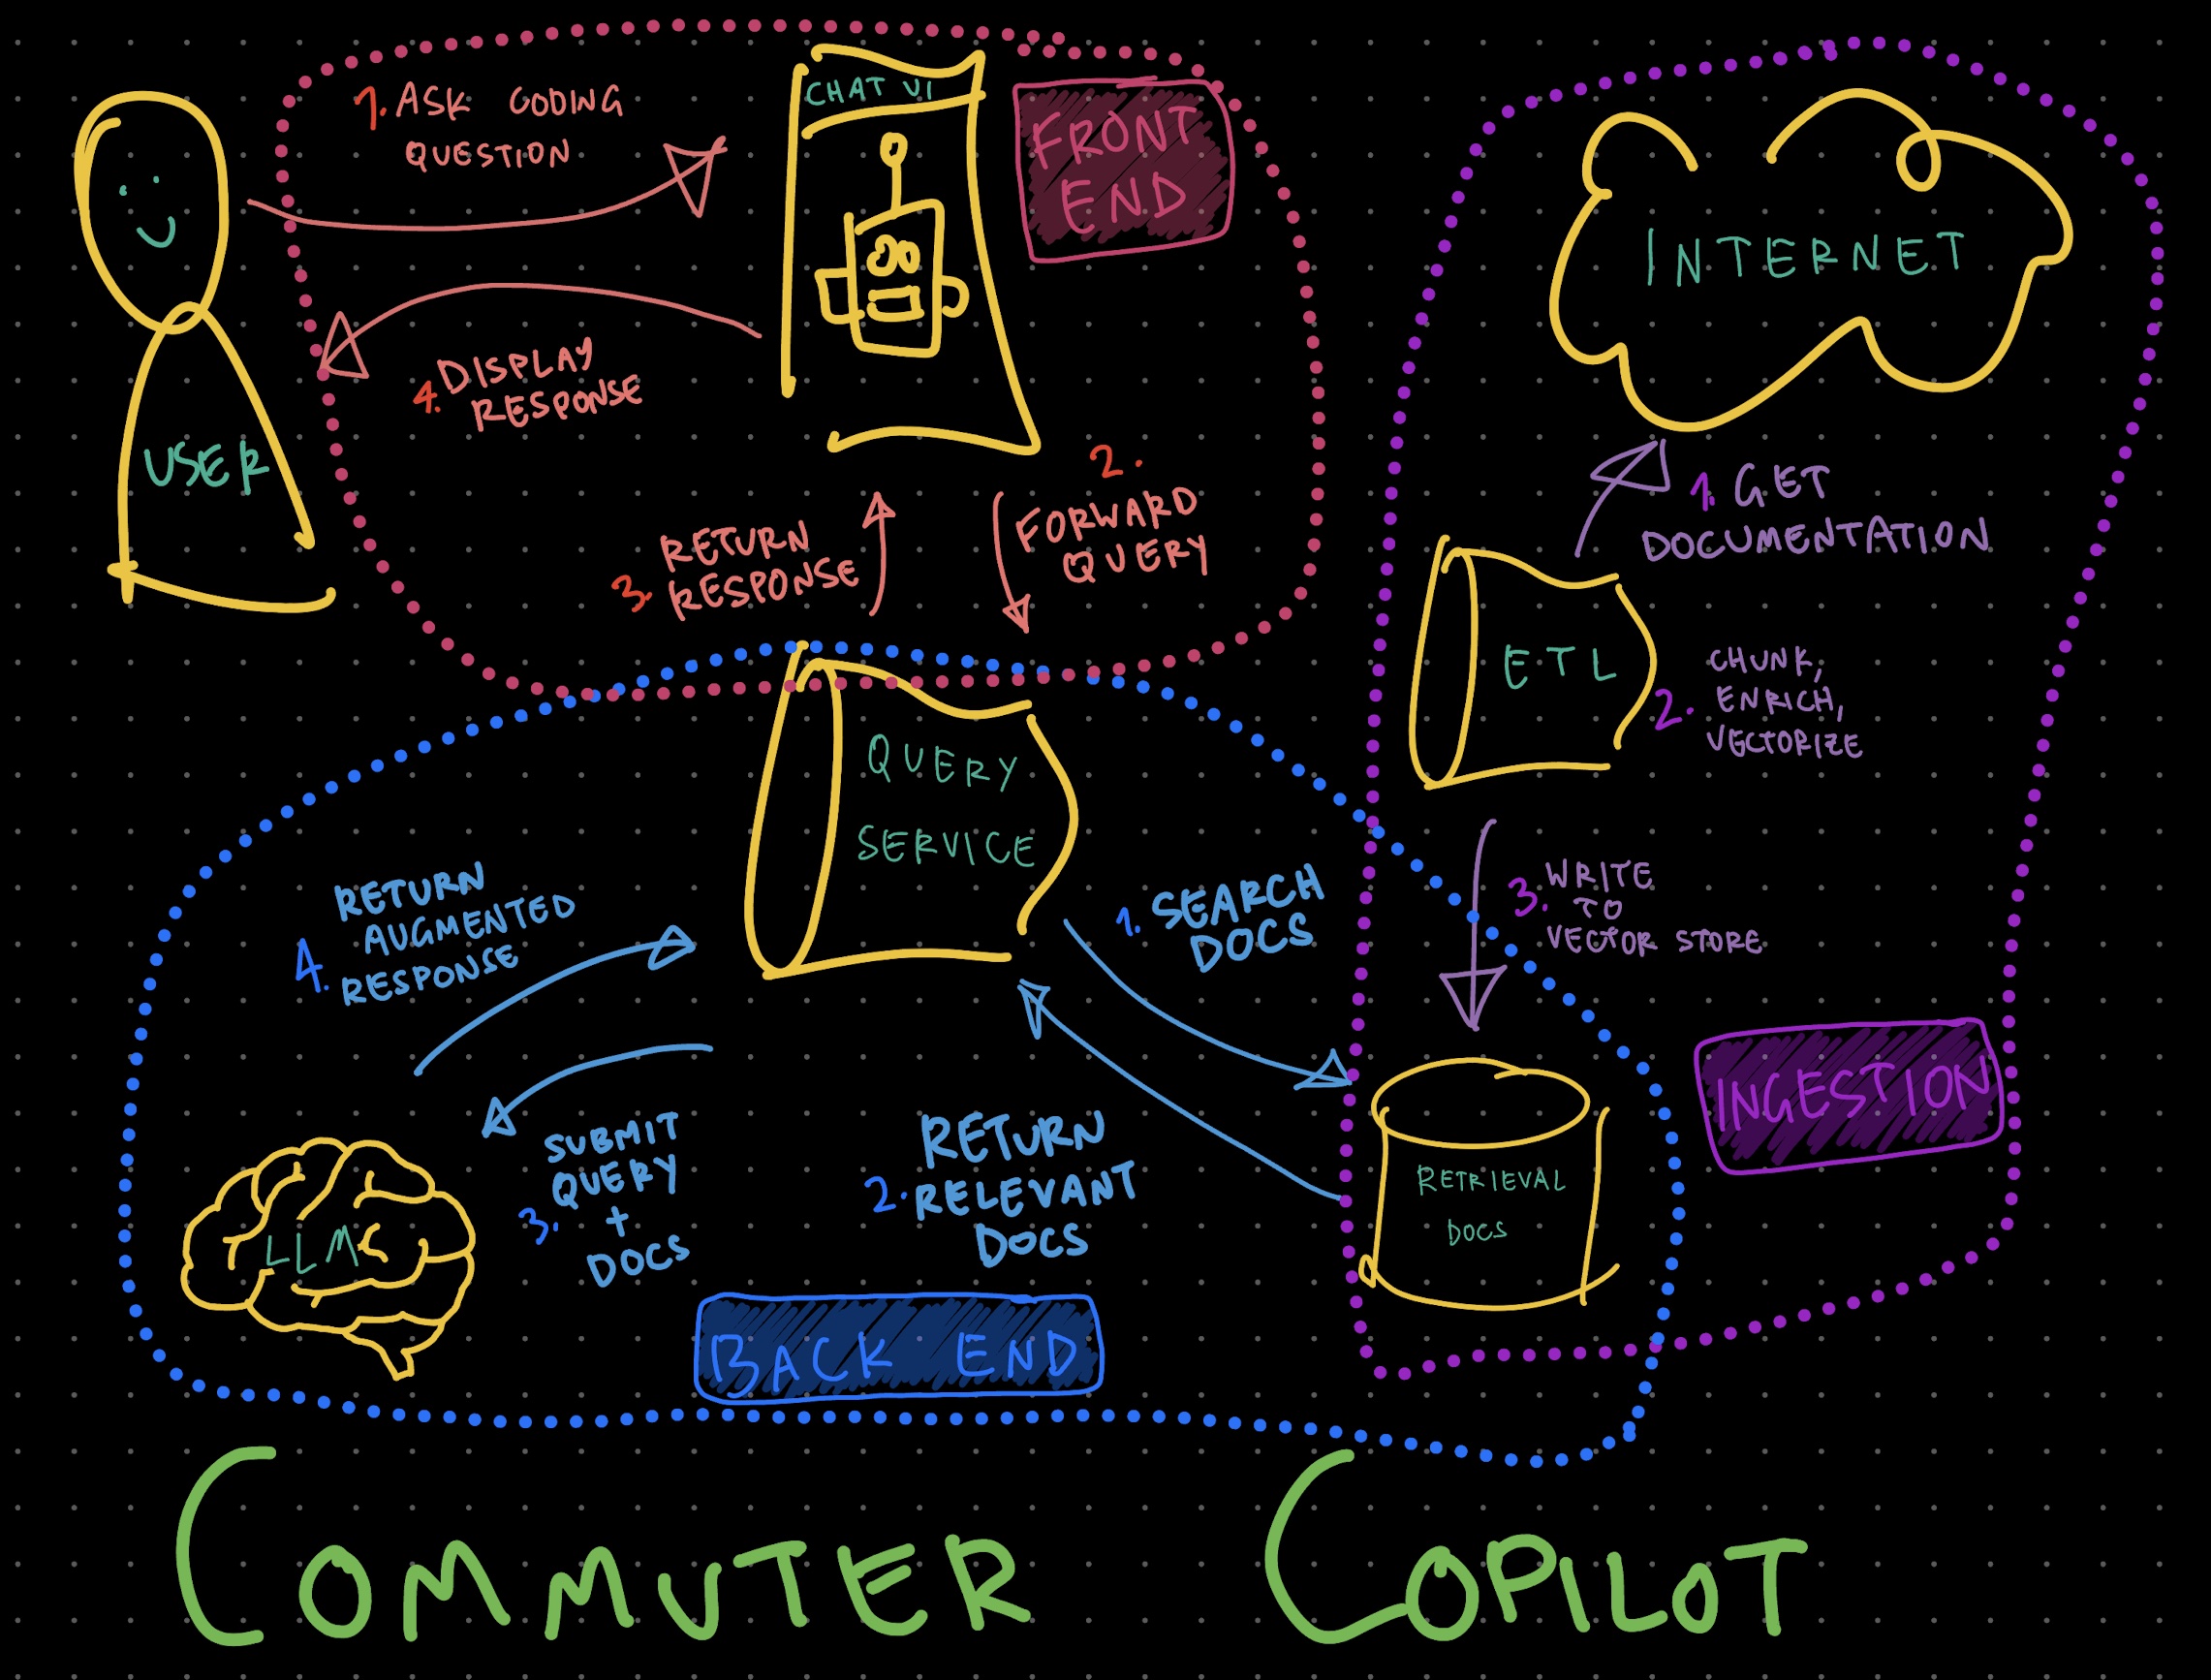 1. ASK CODING
QUESTION
CHAT UI
FRONT
END
4. DISPLAY
RESPONSE
USER
3. RETURN
RESPONSE
2.
FORWARD
QUERY
INTERNET
1. GET
DOCUMENTATION
ETL
2. CHUNK,
ENRICH,
VECTORIZE
3. WRITE
TO
VECTOR STORE
INGESTION
QUERY
SERVICE
1. SEARCH
DOCS
2. RETURN
RELEVANT
DOCS
RETRIEVAL
DOCS
3. SUBMIT
QUERY
+
DOCS
4. RETURN
AUGMENTED
RESPONSE
LLMS
BACK END
COMMUTER COPILOT